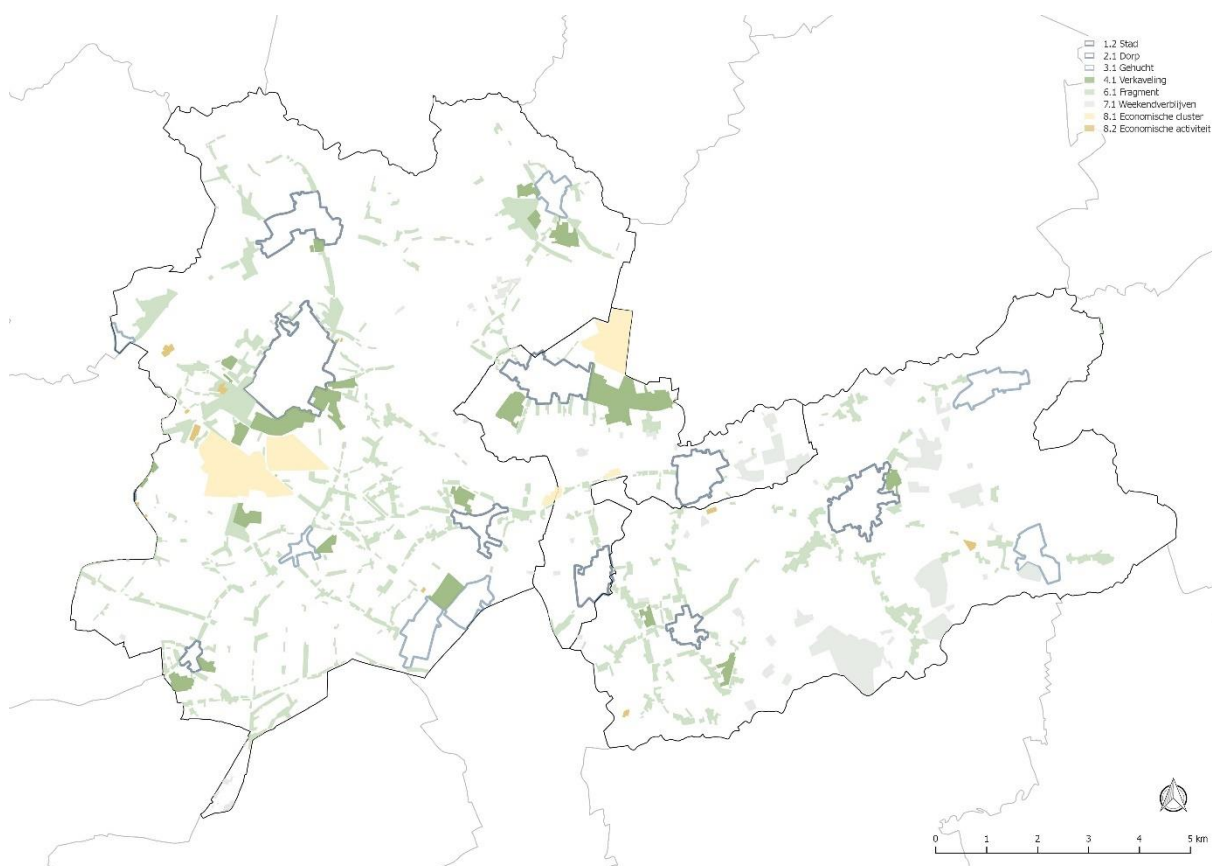 1.2 Stad
2.1 Dorp
3.1 Gehucht
4.1 Verkaveling
6.1 Fragment
7.1 Weekendverblijven
8.1 Economische cluster
8.2 Economische activiteit
0 1 2 3 4 5 km